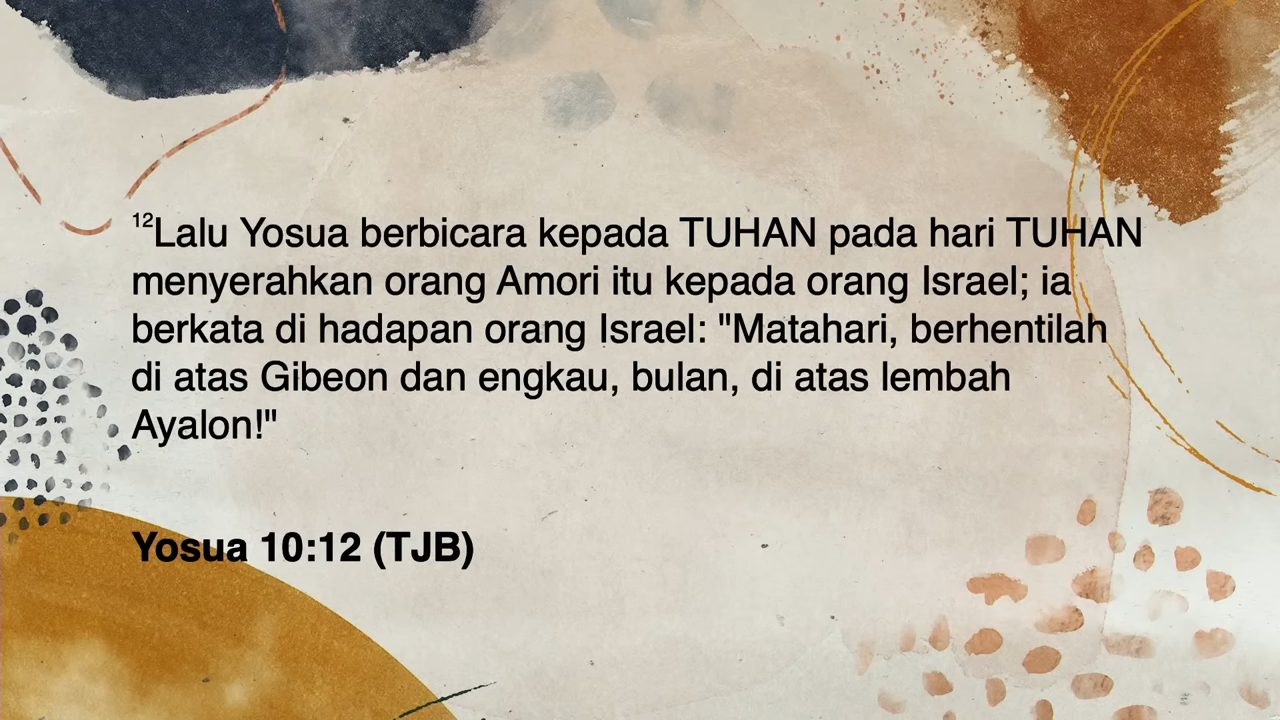 12Lalu Yosua berbicara kepada TUHAN pada hari TUHAN
menyerahkan orang Amori itu kepada orang Israel; ia
berkata di hadapan orang Israel: "Matahari, berhentilah
di atas Gibeon dan engkau, bulan, di atas lembah
Ayalon!"
Yosua 10:12 (TJB)